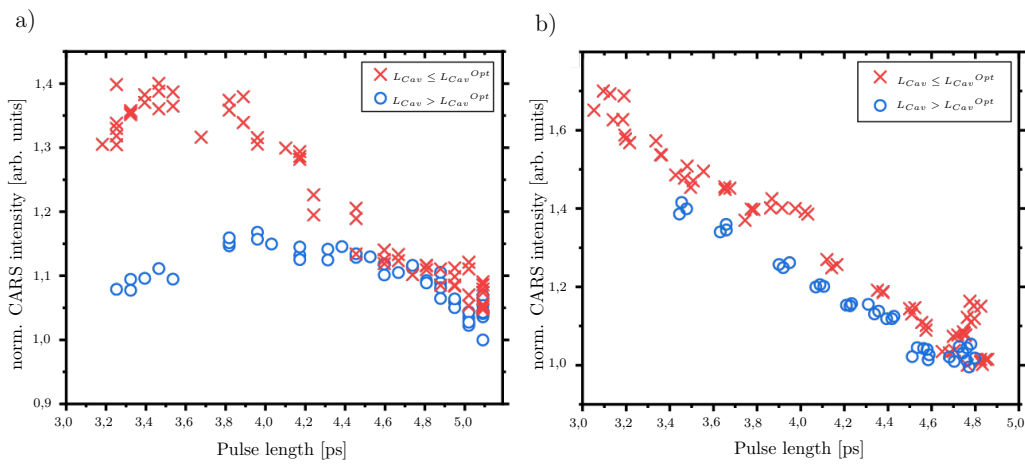 a)
norm. CARS intensity [arb. units]
1,4
1,3
1,2
1,1
1,0
0,9
L_Cav ≤ L_Cav^Opt
L_Cav > L_Cav^Opt
3,0 3,2 3,4 3,6 3,8 4,0 4,2 4,4 4,6 4,8 5,0
Pulse length [ps]
b)
norm. CARS intensity [arb. units]
1,8
1,6
1,4
1,2
1,0
L_Cav ≤ L_Cav^Opt
L_Cav > L_Cav^Opt
3,0 3,2 3,4 3,6 3,8 4,0 4,2 4,4 4,6 4,8 5,0
Pulse length [ps]